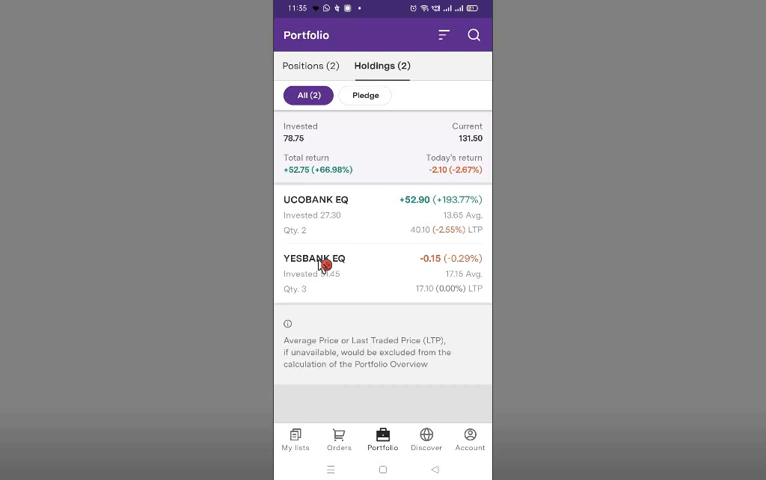 11:35
Portfolio
Positions (2) Holdings (2)
All (2) Pledge
Invested Current
78.75 131.50
Total return Today's return
+52.75 (+66.98%) -2.10 (-2.67%)
UCOBANK EQ +52.90 (+193.77%)
Invested 27.30 13.65 Avg.
Qty. 2 40.10 (-2.55%) LTP
YESBANK EQ -0.15 (-0.29%)
Invested 17.15 Avg.
Qty. 3 17.10 (0.00%) LTP
Average Price or Last Traded Price (LTP),
if unavailable, would be excluded from the
calculation of the Portfolio Overview
My lists Orders Portfolio Discover Account